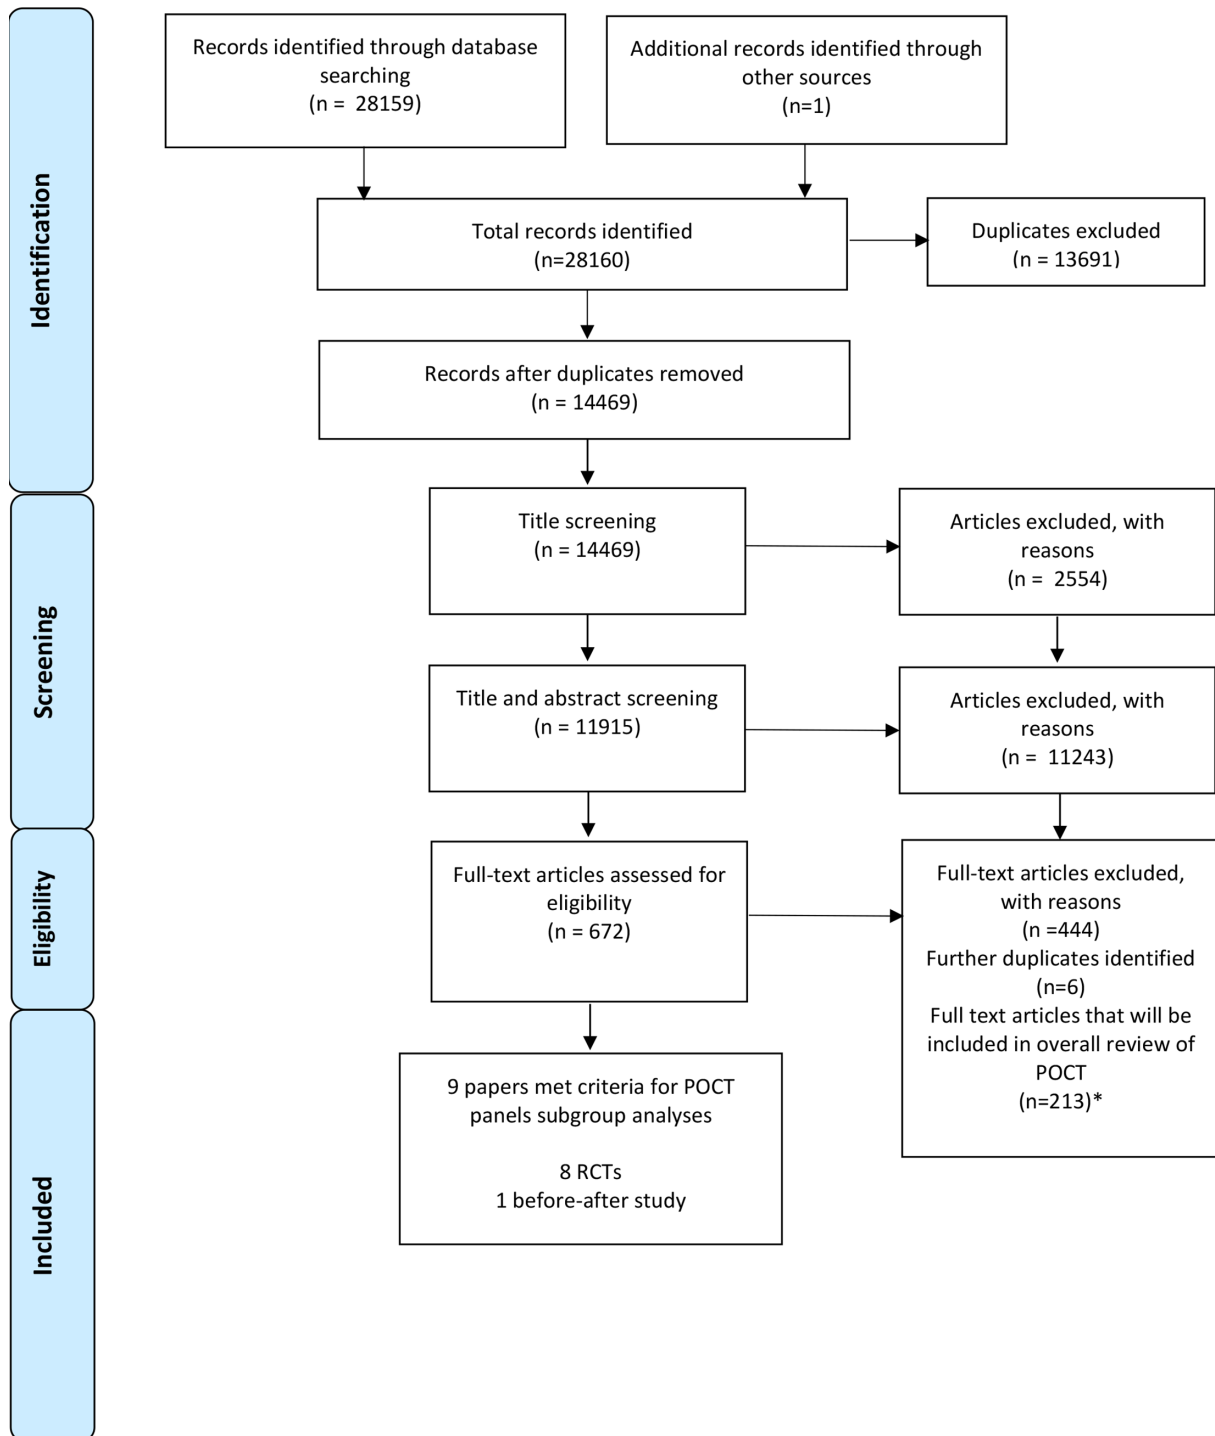 Identification
Records identified through database
searching
(n = 28159)
Additional records identified through
other sources
(n=1)
Total records identified
(n=28160)
Duplicates excluded
(n = 13691)
Records after duplicates removed
(n = 14469)
Screening
Title screening
(n = 14469)
Articles excluded, with
reasons
(n = 2554)
Title and abstract screening
(n = 11915)
Articles excluded, with
reasons
(n = 11243)
Eligibility
Full-text articles assessed for
eligibility
(n = 672)
Full-text articles excluded,
with reasons
(n =444)
Further duplicates identified
(n=6)
Full text articles that will be
included in overall review of
POCT
(n=213)*
Included
9 papers met criteria for POCT
panels subgroup analyses
8 RCTs
1 before-after study